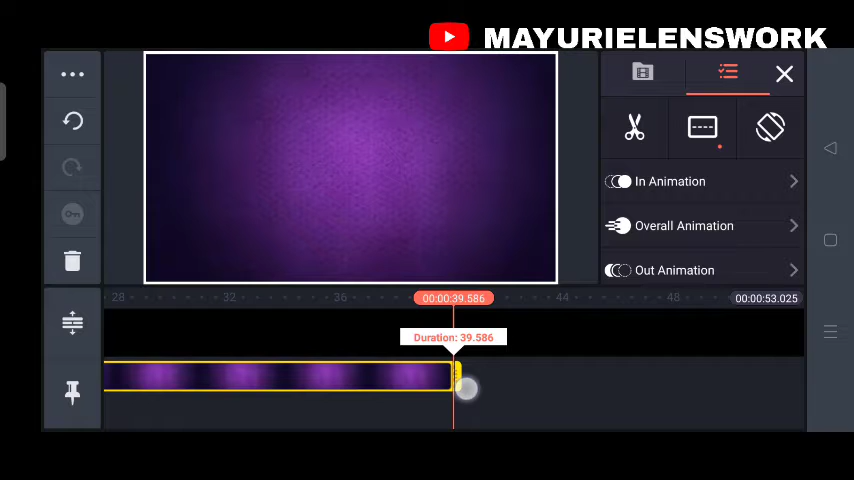 MAYURIELENSWORK
In Animation
Overall Animation
Out Animation
28 32 36 00:00:39.586 44 48 00:00:53.025
Duration: 39.586